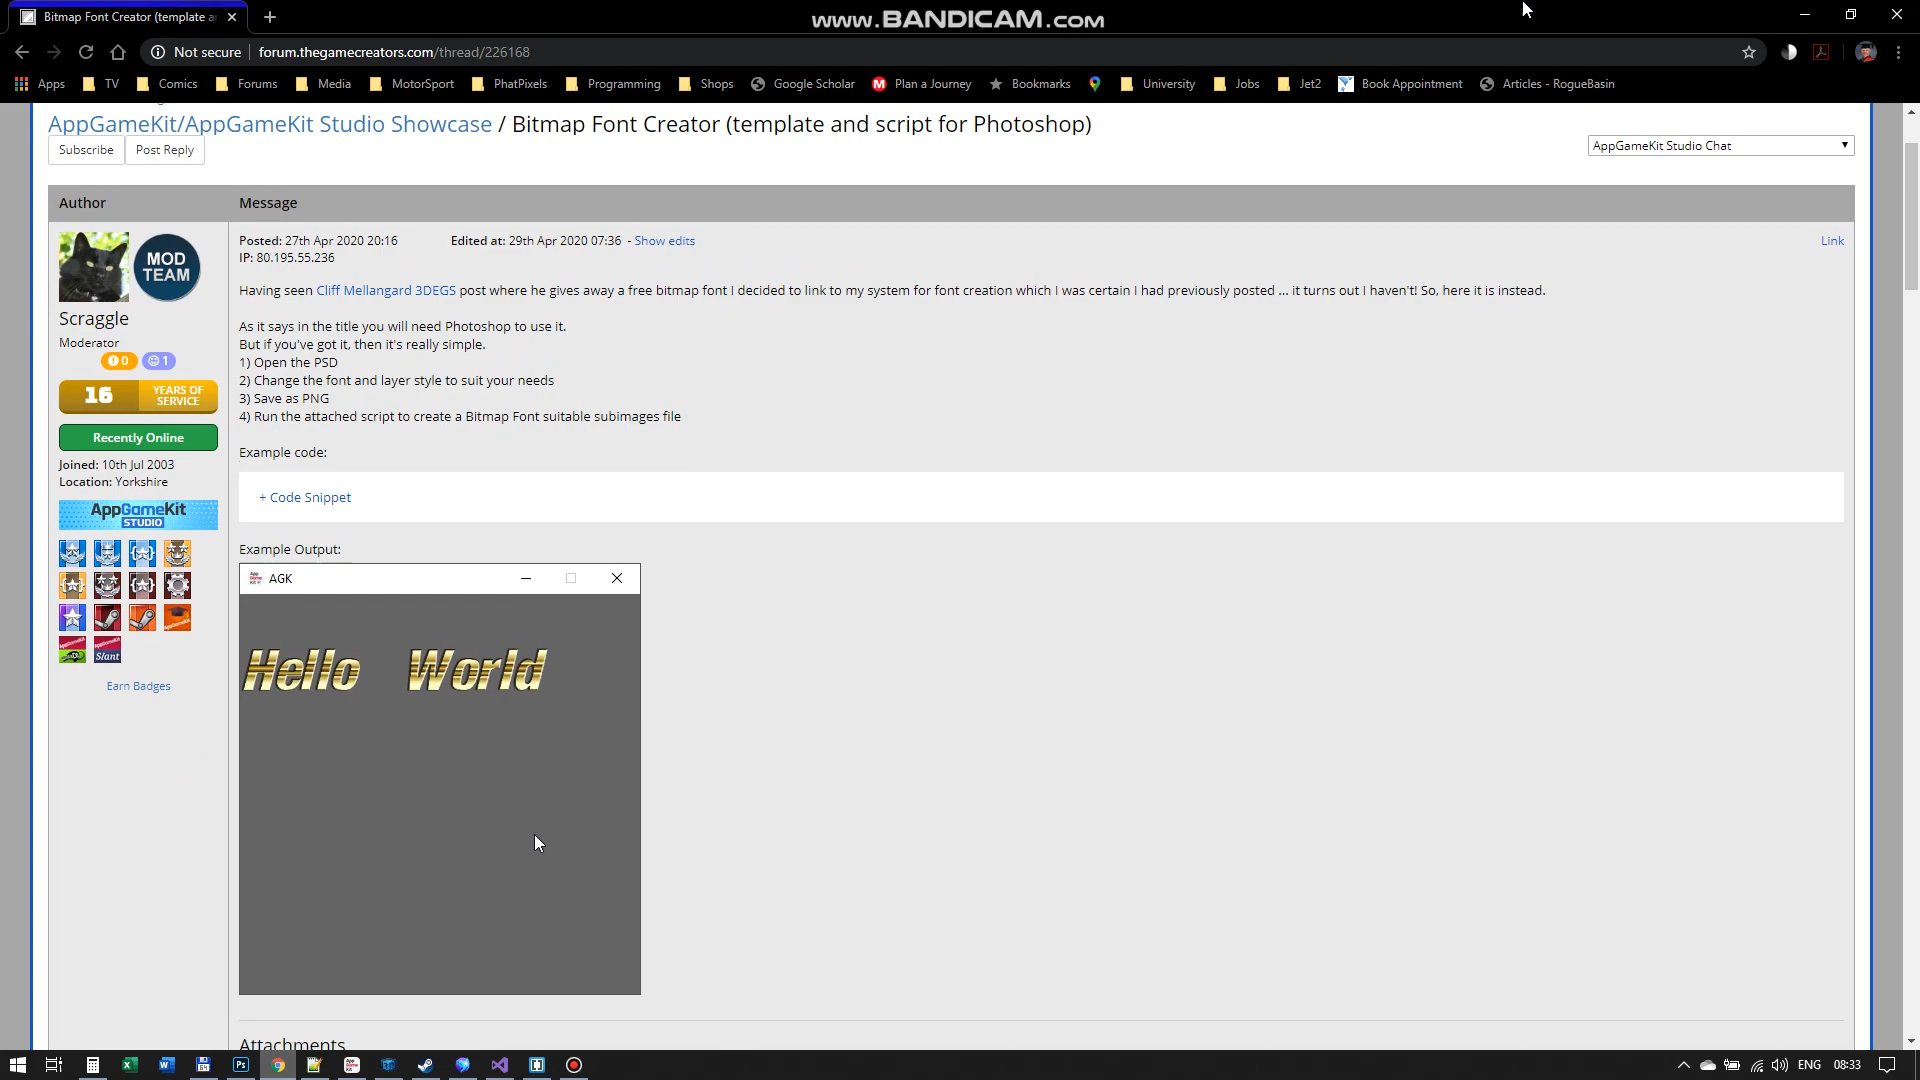 Bitmap Font Creator (template ar
www.BANDICAM.com
Not secure
forum.thegamecreators.com/thread/226168
Apps
TV
Comics
Forums
Media
MotorSport
PhatPixels
Programming
Shops
Google Scholar
Plan a Journey
Bookmarks
University
Jobs
Jet2
Book Appointment
Articles - RogueBasin
AppGameKit/AppGameKit Studio Showcase / Bitmap Font Creator (template and script for Photoshop)
Subscribe
Post Reply
AppGameKit Studio Chat
Author
Message
MOD
TEAM
Scraggle
Moderator
0
1
16
YEARS OF
SERVICE
Recently Online
Joined: 10th Jul 2003
Location: Yorkshire
AppGameKit
STUDIO
Slant
Earn Badges
Posted: 27th Apr 2020 20:16
Edited at: 29th Apr 2020 07:36 - Show edits
Link
IP: 80.195.55.236
Having seen Cliff Mellangard 3DEGS post where he gives away a free bitmap font I decided to link to my system for font creation which I was certain I had previously posted ... it turns out I haven't! So, here it is instead.
As it says in the title you will need Photoshop to use it.
But if you've got it, then it's really simple.
1) Open the PSD
2) Change the font and layer style to suit your needs
3) Save as PNG
4) Run the attached script to create a Bitmap Font suitable subimages file
Example code:
+ Code Snippet
Example Output:
AGK
Hello World
Attachments
ENG
08:33